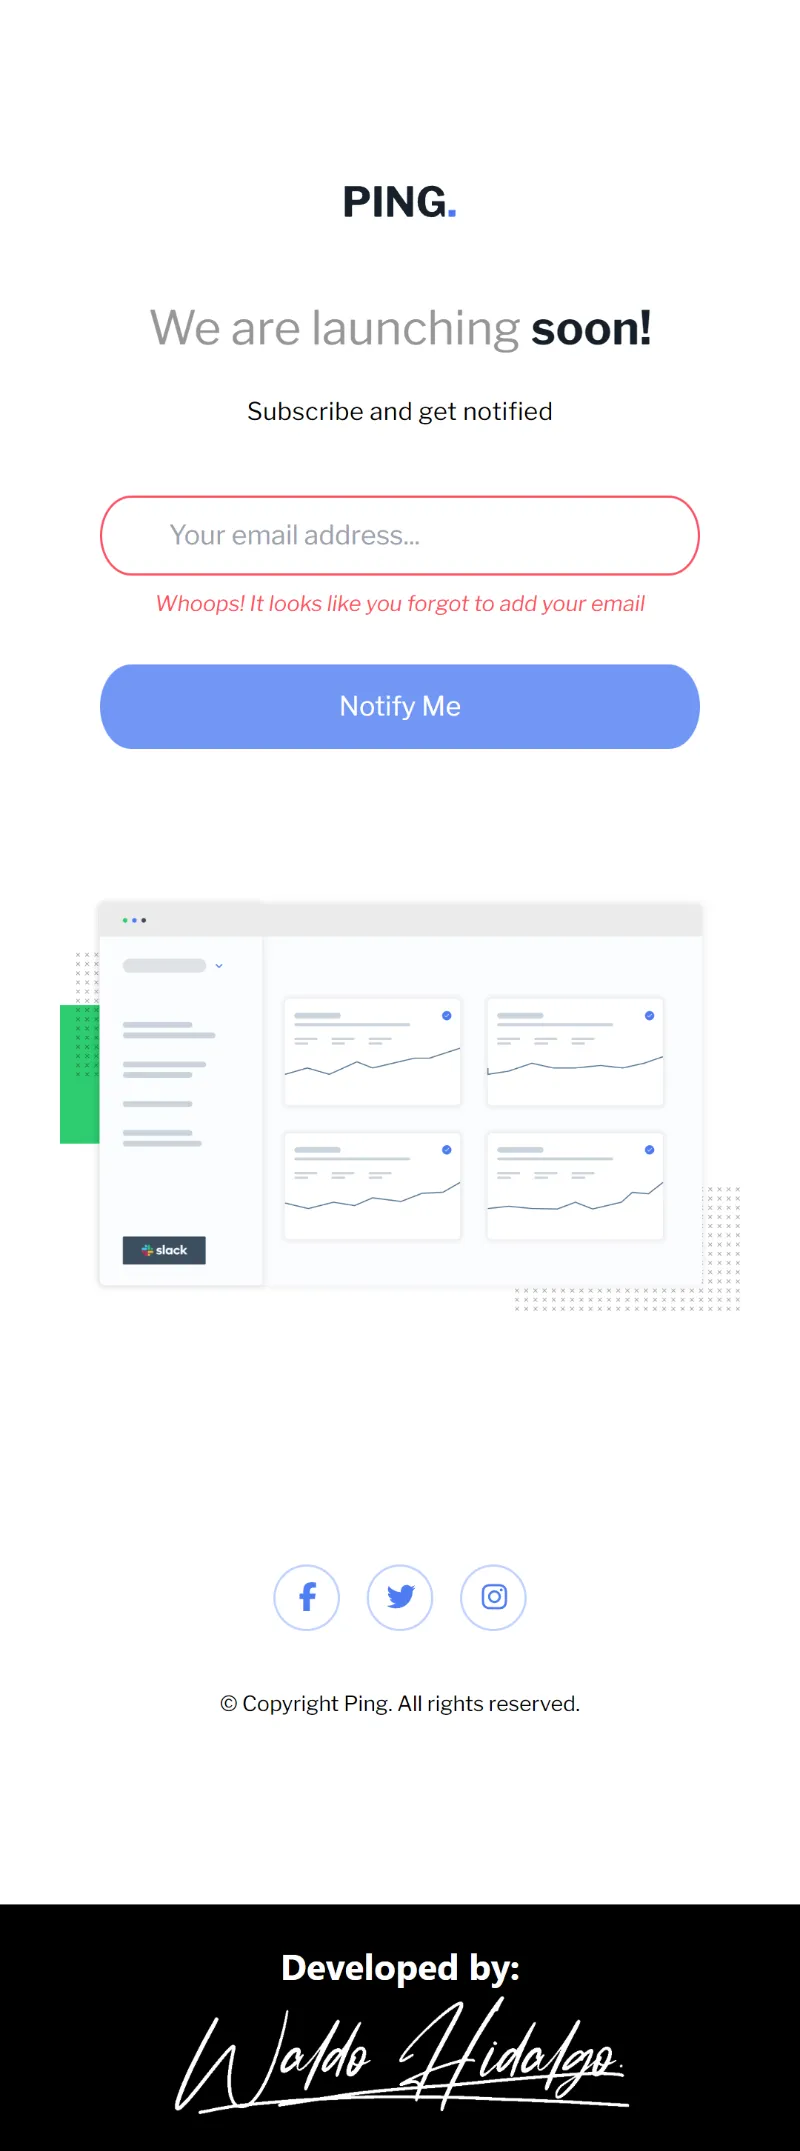 PING.
We are launching soon!
Subscribe and get notified
Your email address...
Whoops! It looks like you forgot to add your email
Notify Me
slack
© Copyright Ping. All rights reserved.
Developed by:
Waldo Hidalgo.